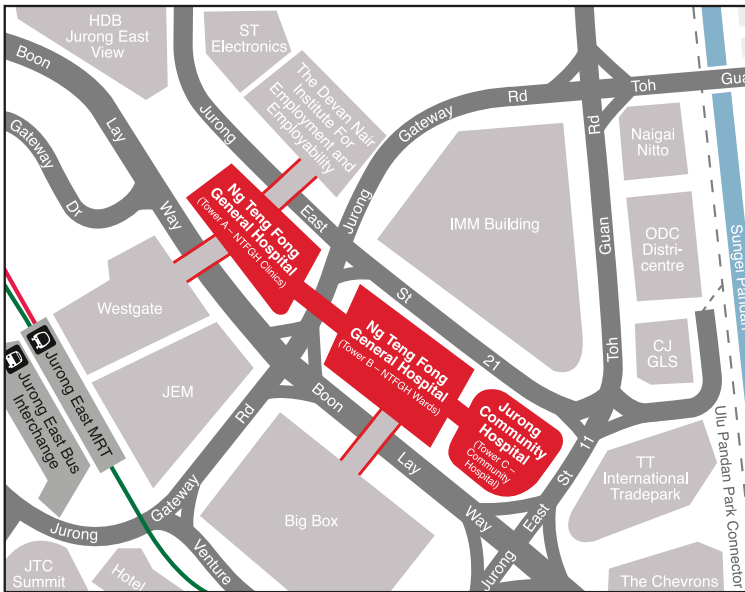 HDB
Jurong East
View
ST
Electronics
The Devan Nair
Institute For
Employment and
Employability
Boon
Lay
Way
Gateway
Dr
Jurong
East
St
21
Jurong
Gateway
Rd
Toh
Gua
Rd
Guan
Toh
Naigai
Nitto
IMM Building
ODC
Distri-
centre
CJ
GLS
Sungei Pandan
Ulu Pandan Park Connector
Ng Teng Fong
General Hospital
(Tower A – NTFGH Clinics)
Ng Teng Fong
General Hospital
(Tower B – NTFGH Wards)
Jurong
Community
Hospital
(Tower C –
Community
Hospital)
Westgate
JEM
Jurong East MRT
Jurong East Bus
Interchange
Boon
Lay
Way
Rd
Gateway
Jurong
Venture
Big Box
Jurong
East
St
11
TT
International
Tradepark
The Chevrons
JTC
Summit
Hotel